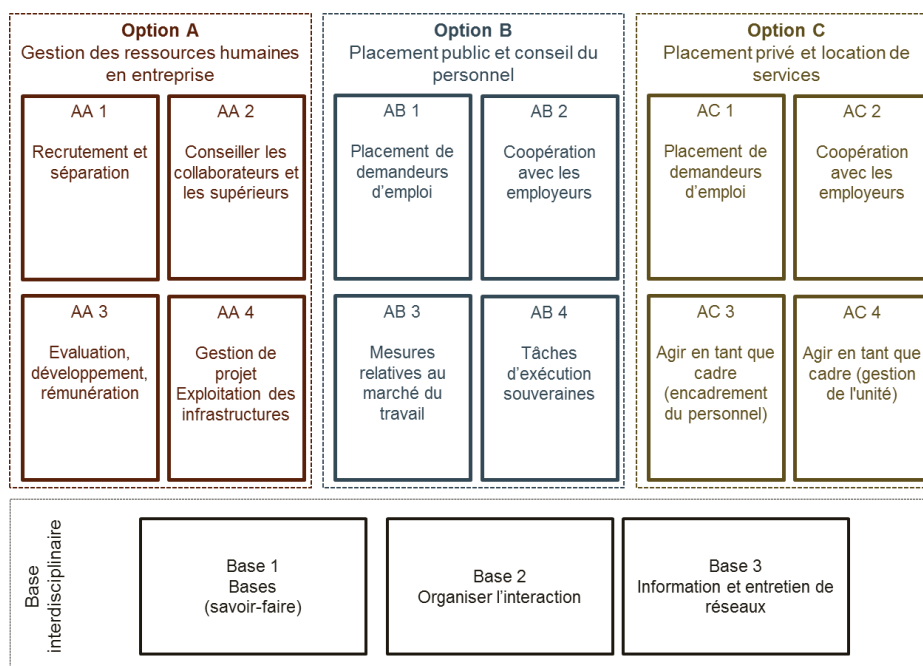 Option A
Gestion des ressources humaines
en entreprise
AA 1
Recrutement et
séparation
AA 2
Conseiller les
collaborateurs et
les supérieurs
AA 3
Evaluation,
développement,
rémunération
AA 4
Gestion de
projet
Exploitation des
infrastructures
Option B
Placement public et conseil du
personnel
AB 1
Placement de
demandeurs
d’emploi
AB 2
Coopération
avec les
employeurs
AB 3
Mesures
relatives au
marché du
travail
AB 4
Tâches
d’exécution
souveraines
Option C
Placement privé et location de
services
AC 1
Placement de
demandeurs
d’emploi
AC 2
Coopération
avec les
employeurs
AC 3
Agir en tant que
cadre
(encadrement
du personnel)
AC 4
Agir en tant que
cadre (gestion
de l'unité)
Base
interdisciplinaire
Base 1
Bases
(savoir-faire)
Base 2
Organiser l’interaction
Base 3
Information et entretien de
réseaux